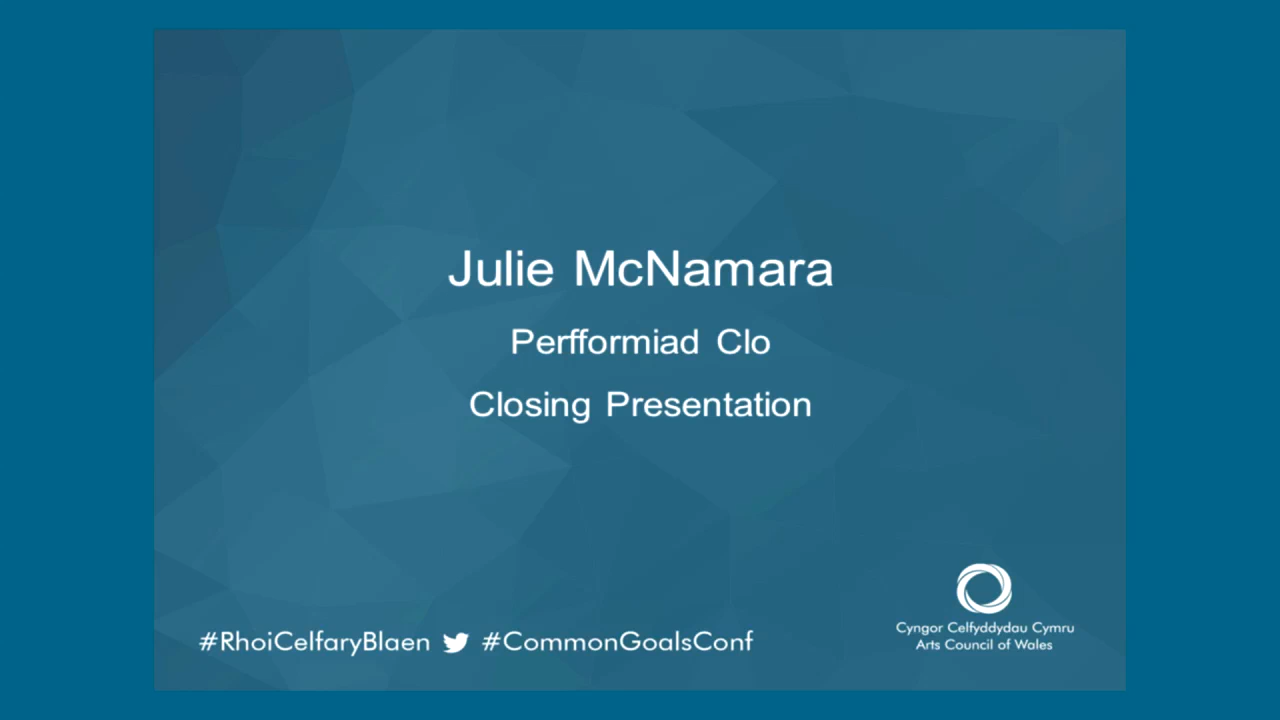 Julie McNamara
Perfformiad Clo
Closing Presentation
#RhoiCelfaryBlaen #CommonGoalsConf
Cyngor Celfyddydau Cymru
Arts Council of Wales